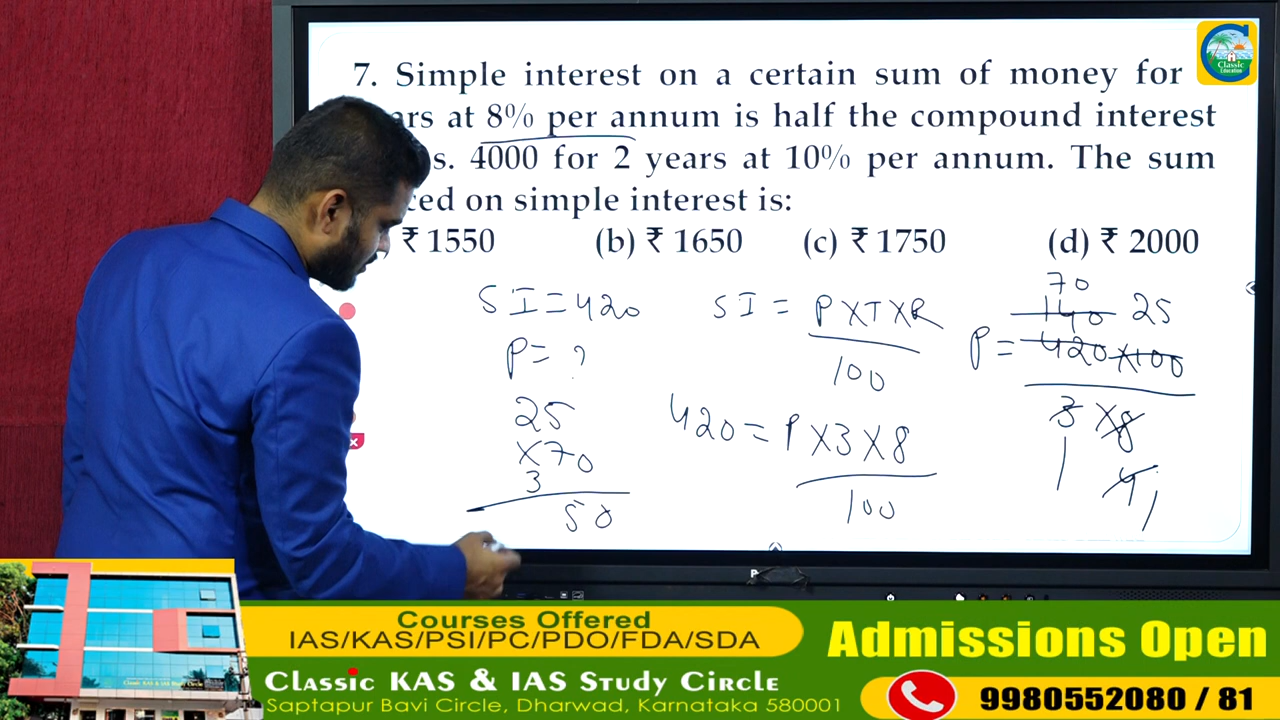 7. Simple interest on a certain sum of money for
ars at 8% per annum is half the compound interest
s. 4000 for 2 years at 10% per annum. The sum
ced on simple interest is:
₹ 1550 (b) ₹ 1650 (c) ₹ 1750 (d) ₹ 2000
SI = 420
P = ?
25
×70
3
50
SI = P×T×R
100
420 = P×3×8
100
70
140 25
P = 420×100
3×8
1 4
1
Classic
Education
Courses Offered
IAS/KAS/PSI/PC/PDO/FDA/SDA
Classic KAS & IAS Study Circle
Saptapur Bavi Circle, Dharwad, Karnataka 580001
Admissions Open
9980552080 / 81